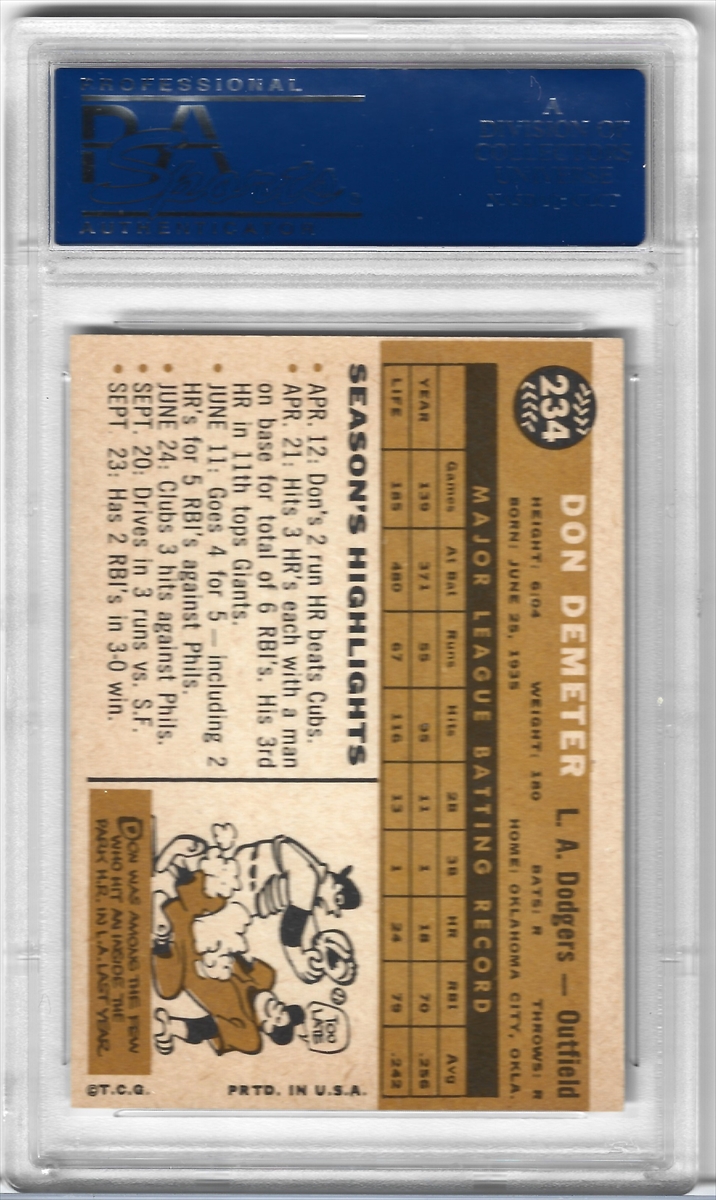 PROFESSIONAL
PSA
Sports
AUTHENTICATOR
A
DIVISION OF
COLLECTORS
UNIVERSE
234
DON DEMETER L. A. Dodgers — Outfield
HEIGHT: 6:04 WEIGHT: 180 BATS: R THROWS: R
BORN: JUNE 25, 1935 HOME: OKLAHOMA CITY, OKLA.
MAJOR LEAGUE BATTING RECORD
Games At Bat Runs Hits 2B 3B HR RBI Avg
YEAR 139 371 55 95 11 1 18 70 .256
LIFE 185 480 67 116 13 1 24 79 .242
SEASON'S HIGHLIGHTS
• APR. 12: Don's 2 run HR beats Cubs.
• APR. 21: Hits 3 HR's each with a man
on base for total of 6 RBI's. His 3rd
HR in 11th tops Giants.
• JUNE 11: Goes 4 for 5 — including 2
HR's for 5 RBI's against Phils.
• JUNE 24: Clubs 3 hits against Phils.
• SEPT. 20: Drives in 3 runs vs. S.F.
• SEPT. 23: Has 2 RBI's in 3-0 win.
TOO
LATE
DON WAS AMONG THE FEW
WHO HIT AN INSIDE THE
PARK H.R. IN L.A. LAST YEAR.
©T.C.G. PRTD. IN U.S.A.